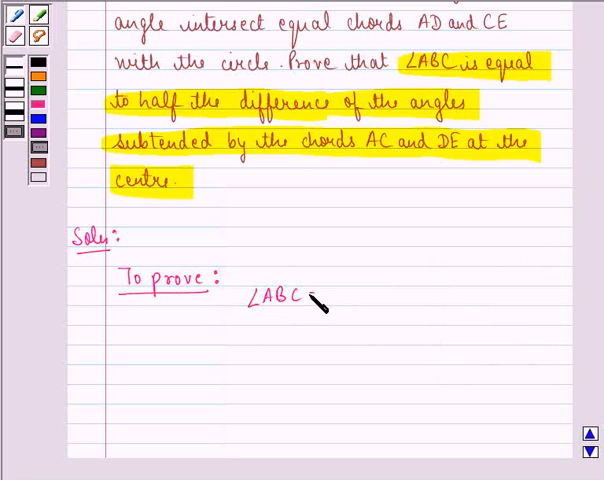 angle intersect equal chords AD and CE
with the circle. Prove that ∠ABC is equal
to half the difference of the angles
subtended by the chords AC and DE at the
centre.
Soln:
To prove:
∠ABC =